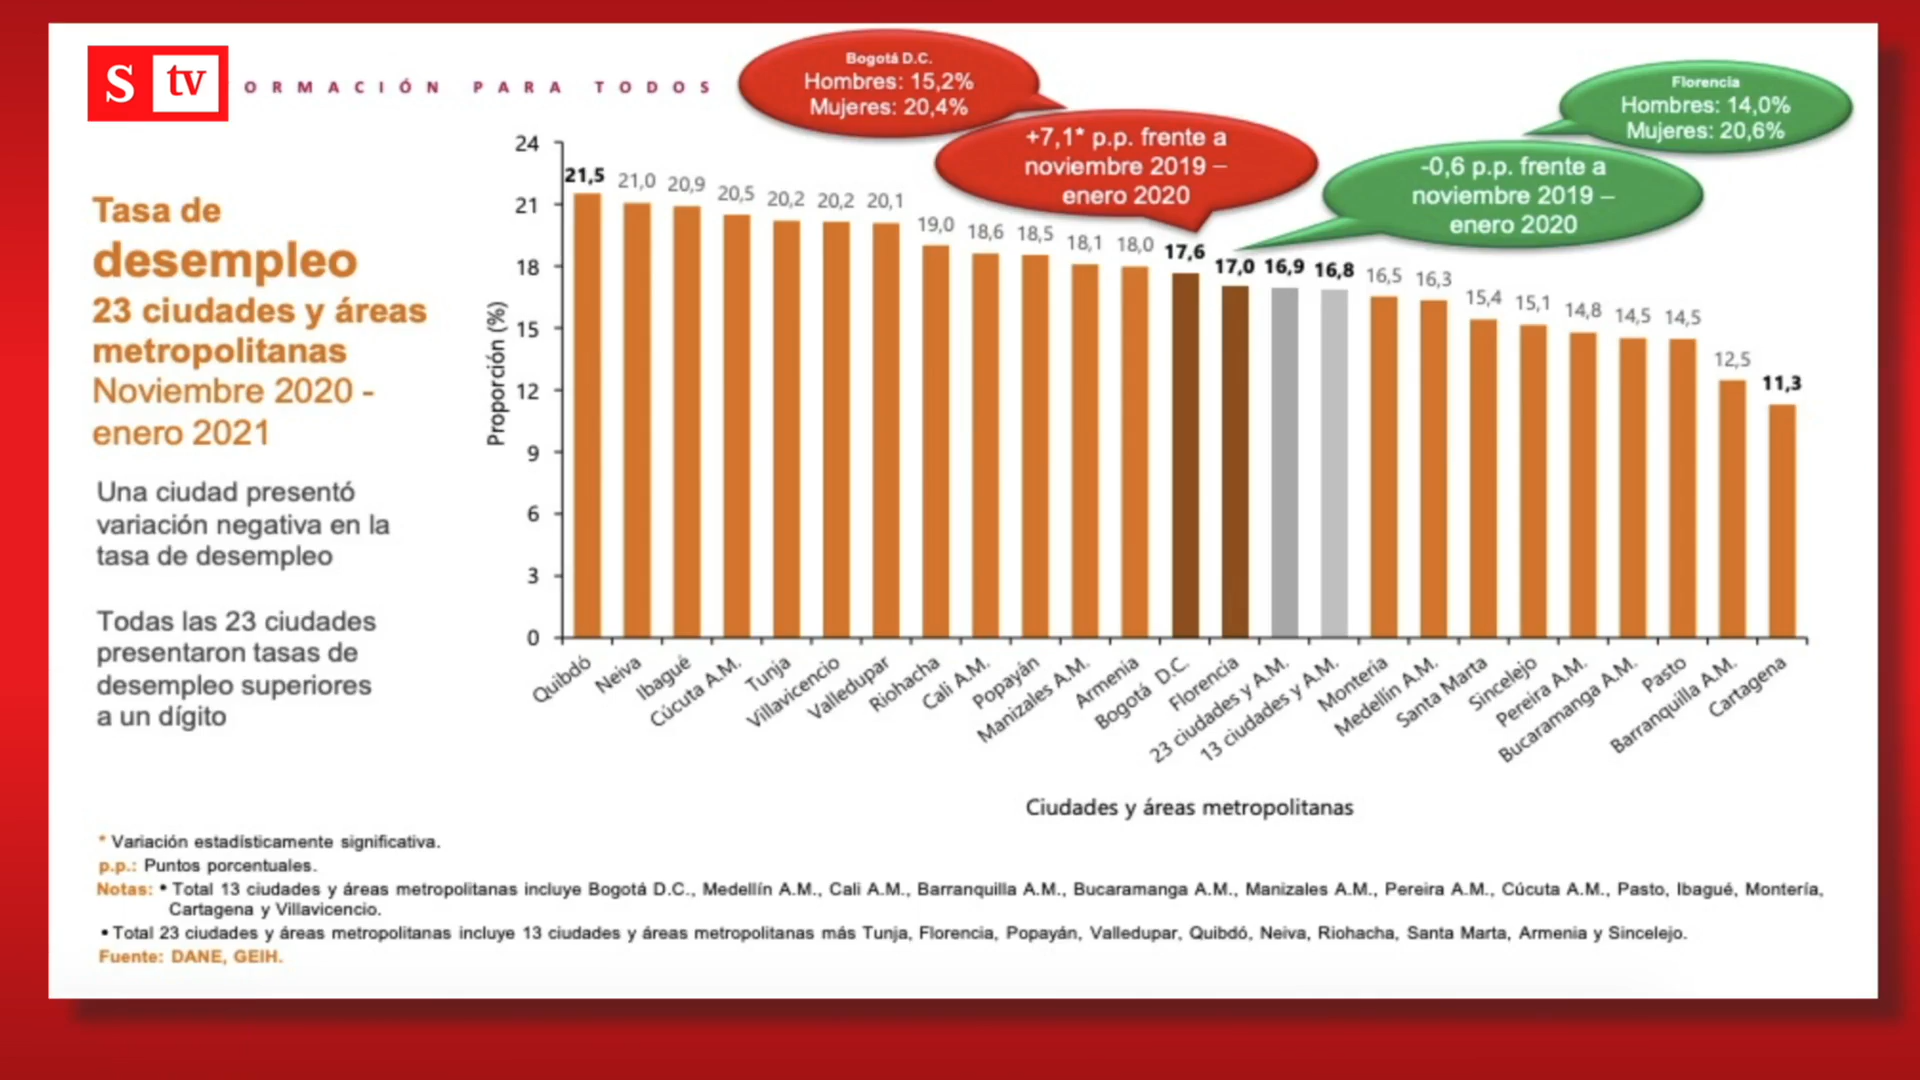 S tv
ORMACIÓN PARA TODOS
Tasa de
desempleo
23 ciudades y áreas
metropolitanas
Noviembre 2020 -
enero 2021
Una ciudad presentó
variación negativa en la
tasa de desempleo
Todas las 23 ciudades
presentaron tasas de
desempleo superiores
a un dígito
Bogotá D.C.
Hombres: 15,2%
Mujeres: 20,4%
+7,1* p.p. frente a
noviembre 2019 –
enero 2020
Florencia
Hombres: 14,0%
Mujeres: 20,6%
-0,6 p.p. frente a
noviembre 2019 –
enero 2020
Proporción (%)
24
21
18
15
12
9
6
3
0
21,5
21,0
20,9
20,5
20,2
20,2
20,1
19,0
18,6
18,5
18,1
18,0
17,6
17,0
16,9
16,8
16,5
16,3
15,4
15,1
14,8
14,5
14,5
12,5
11,3
Quibdó
Neiva
Ibagué
Cúcuta A.M.
Tunja
Villavicencio
Valledupar
Riohacha
Cali A.M.
Popayán
Manizales A.M.
Armenia
Bogotá D.C.
Florencia
23 ciudades y A.M.
13 ciudades y A.M.
Montería
Medellín A.M.
Santa Marta
Sincelejo
Pereira A.M.
Bucaramanga A.M.
Pasto
Barranquilla A.M.
Cartagena
Ciudades y áreas metropolitanas
* Variación estadísticamente significativa.
p.p.: Puntos porcentuales.
Notas: • Total 13 ciudades y áreas metropolitanas incluye Bogotá D.C., Medellín A.M., Cali A.M., Barranquilla A.M., Bucaramanga A.M., Manizales A.M., Pereira A.M., Cúcuta A.M., Pasto, Ibagué, Montería,
Cartagena y Villavicencio.
• Total 23 ciudades y áreas metropolitanas incluye 13 ciudades y áreas metropolitanas más Tunja, Florencia, Popayán, Valledupar, Quibdó, Neiva, Riohacha, Santa Marta, Armenia y Sincelejo.
Fuente: DANE, GEIH.